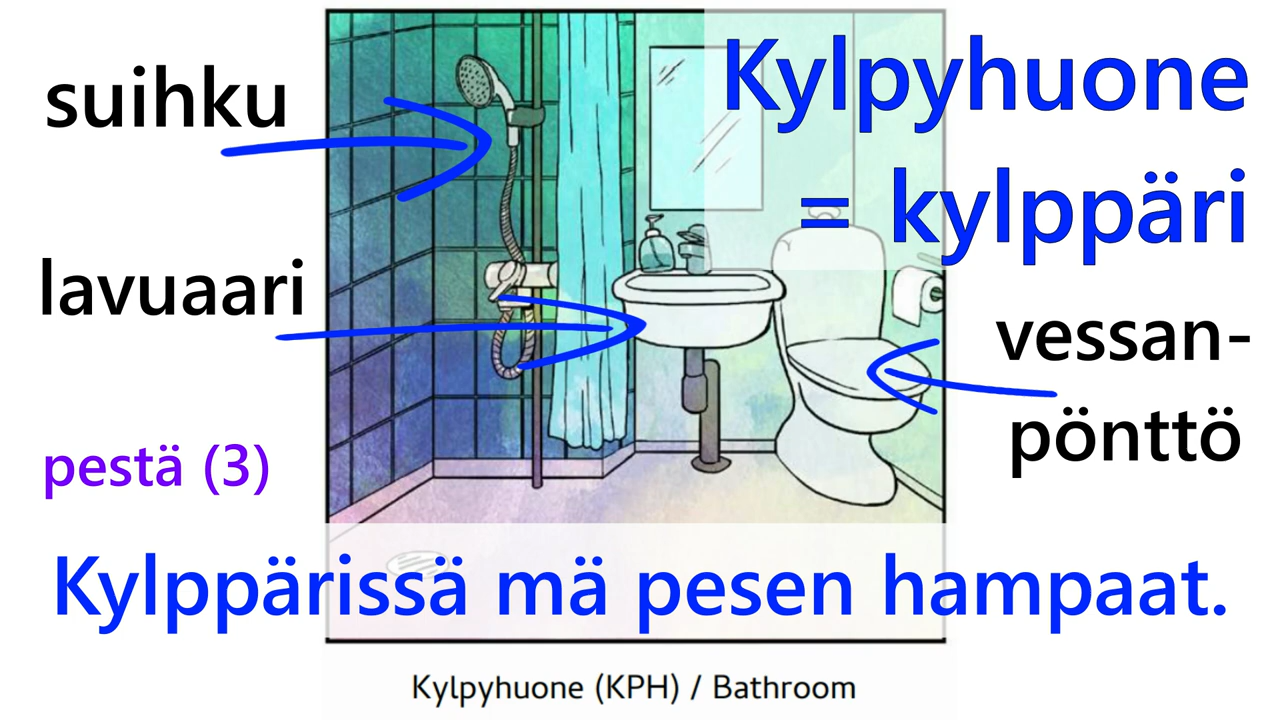 suihku
Kylpyhuone
= kylppäri
lavuaari
vessan-
pönttö
pestä (3)
Kylppärissä mä pesen hampaat.
Kylpyhuone (KPH) / Bathroom